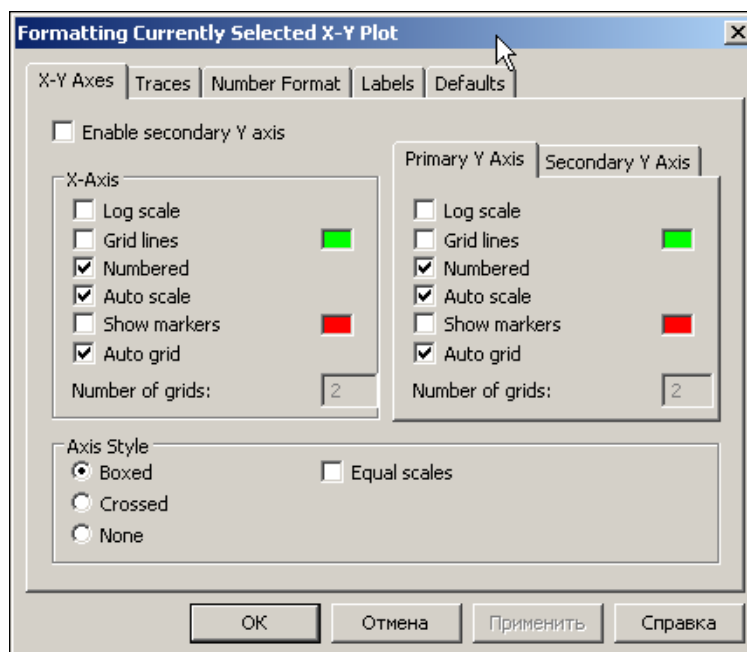 Formatting Currently Selected X-Y Plot
X-Y Axes Traces Number Format Labels Defaults
Enable secondary Y axis
Primary Y Axis Secondary Y Axis
X-Axis
Log scale
Grid lines
Numbered
Auto scale
Show markers
Auto grid
Number of grids: 2
Log scale
Grid lines
Numbered
Auto scale
Show markers
Auto grid
Number of grids: 2
Axis Style
Boxed Equal scales
Crossed
None
ОК Отмена Применить Справка